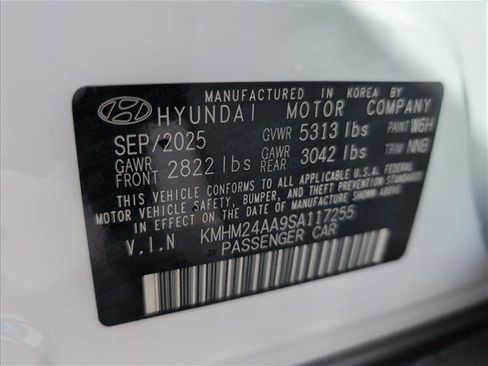 MANUFACTURED IN KOREA BY
HYUNDAI MOTOR COMPANY
SEP/2025 GVWR 5313 lbs PAINT W6H
GAWR FRONT 2822 lbs GAWR REAR 3042 lbs TRIM NNB
THIS VEHICLE CONFORMS TO ALL APPLICABLE U.S.A. FEDERAL
MOTOR VEHICLE SAFETY, BUMPER, AND THEFT PREVENTION STANDARDS
IN EFFECT ON THE DATE OF MANUFACTURE SHOWN ABOVE.
V.I.N KMHM24AA9SA117255
PASSENGER CAR